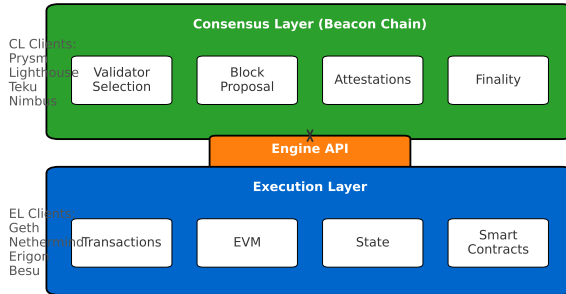 Consensus Layer (Beacon Chain)
CL Clients:
Prysm
Lighthouse
Teku
Nimbus
Validator
Selection
Block
Proposal
Attestations
Finality
Engine API
Execution Layer
EL Clients:
Geth
Nethermind
Erigon
Besu
Transactions
EVM
State
Smart
Contracts